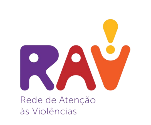 RAV
Rede de Atenção
às Violências